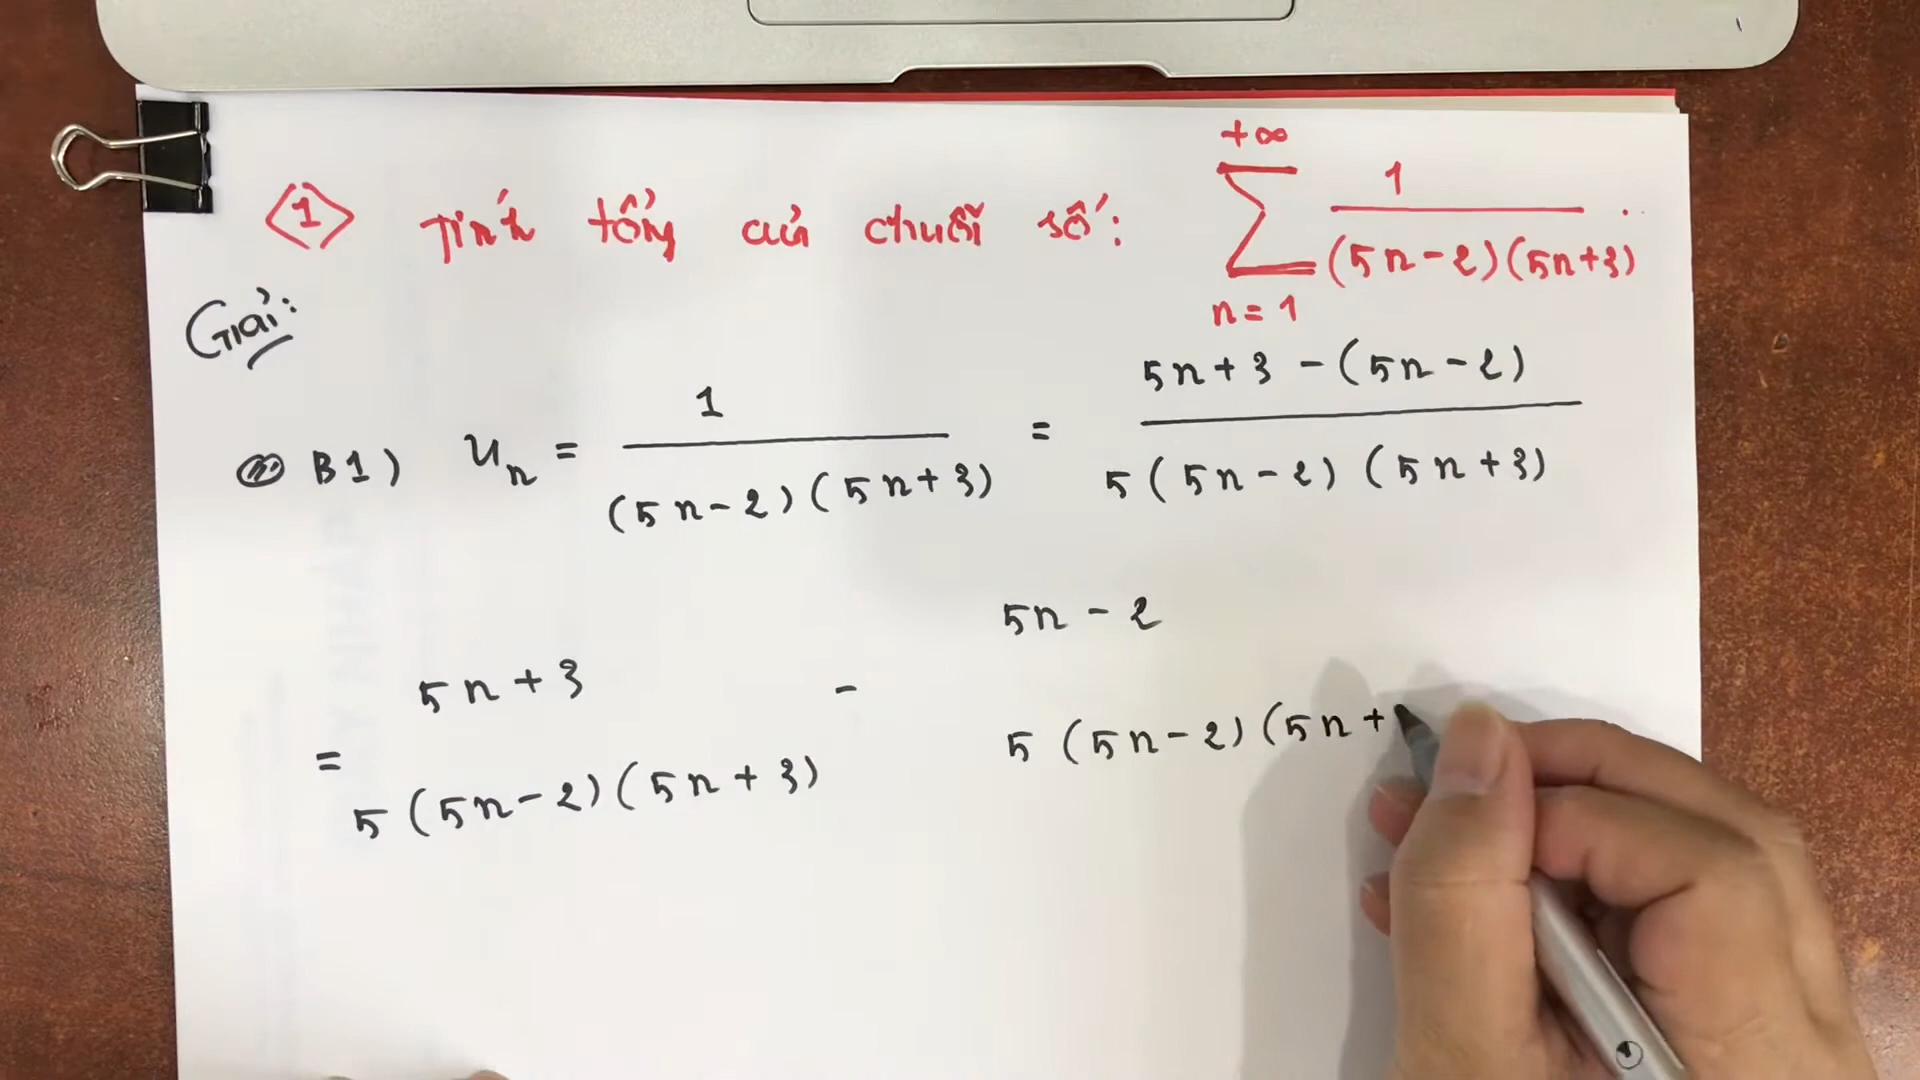 1 Tính tổng của chuỗi số: +∞ ∑ n=1 1 / (5n-2)(5n+3)
Giải:
B1) uₙ = 1 / (5n-2)(5n+3) = 5n+3 -(5n-2) / 5(5n-2)(5n+3)
= 5n+3 / 5(5n-2)(5n+3) - 5n-2 / 5(5n-2)(5n+